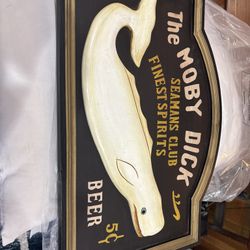 The MOBY DICK
SEAMANS CLUB
FINEST SPIRITS
BEER
5¢